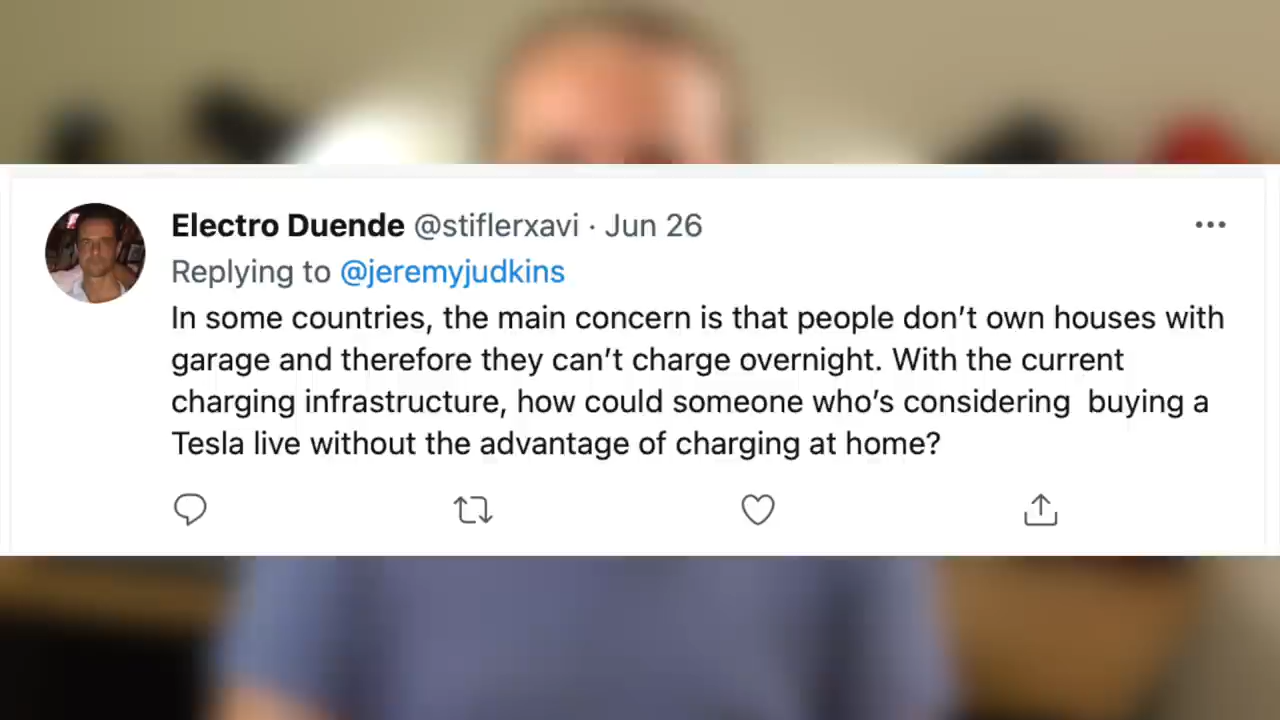 Electro Duende @stiflerxavi · Jun 26
Replying to @jeremyjudkins
In some countries, the main concern is that people don’t own houses with
garage and therefore they can’t charge overnight. With the current
charging infrastructure, how could someone who’s considering  buying a
Tesla live without the advantage of charging at home?